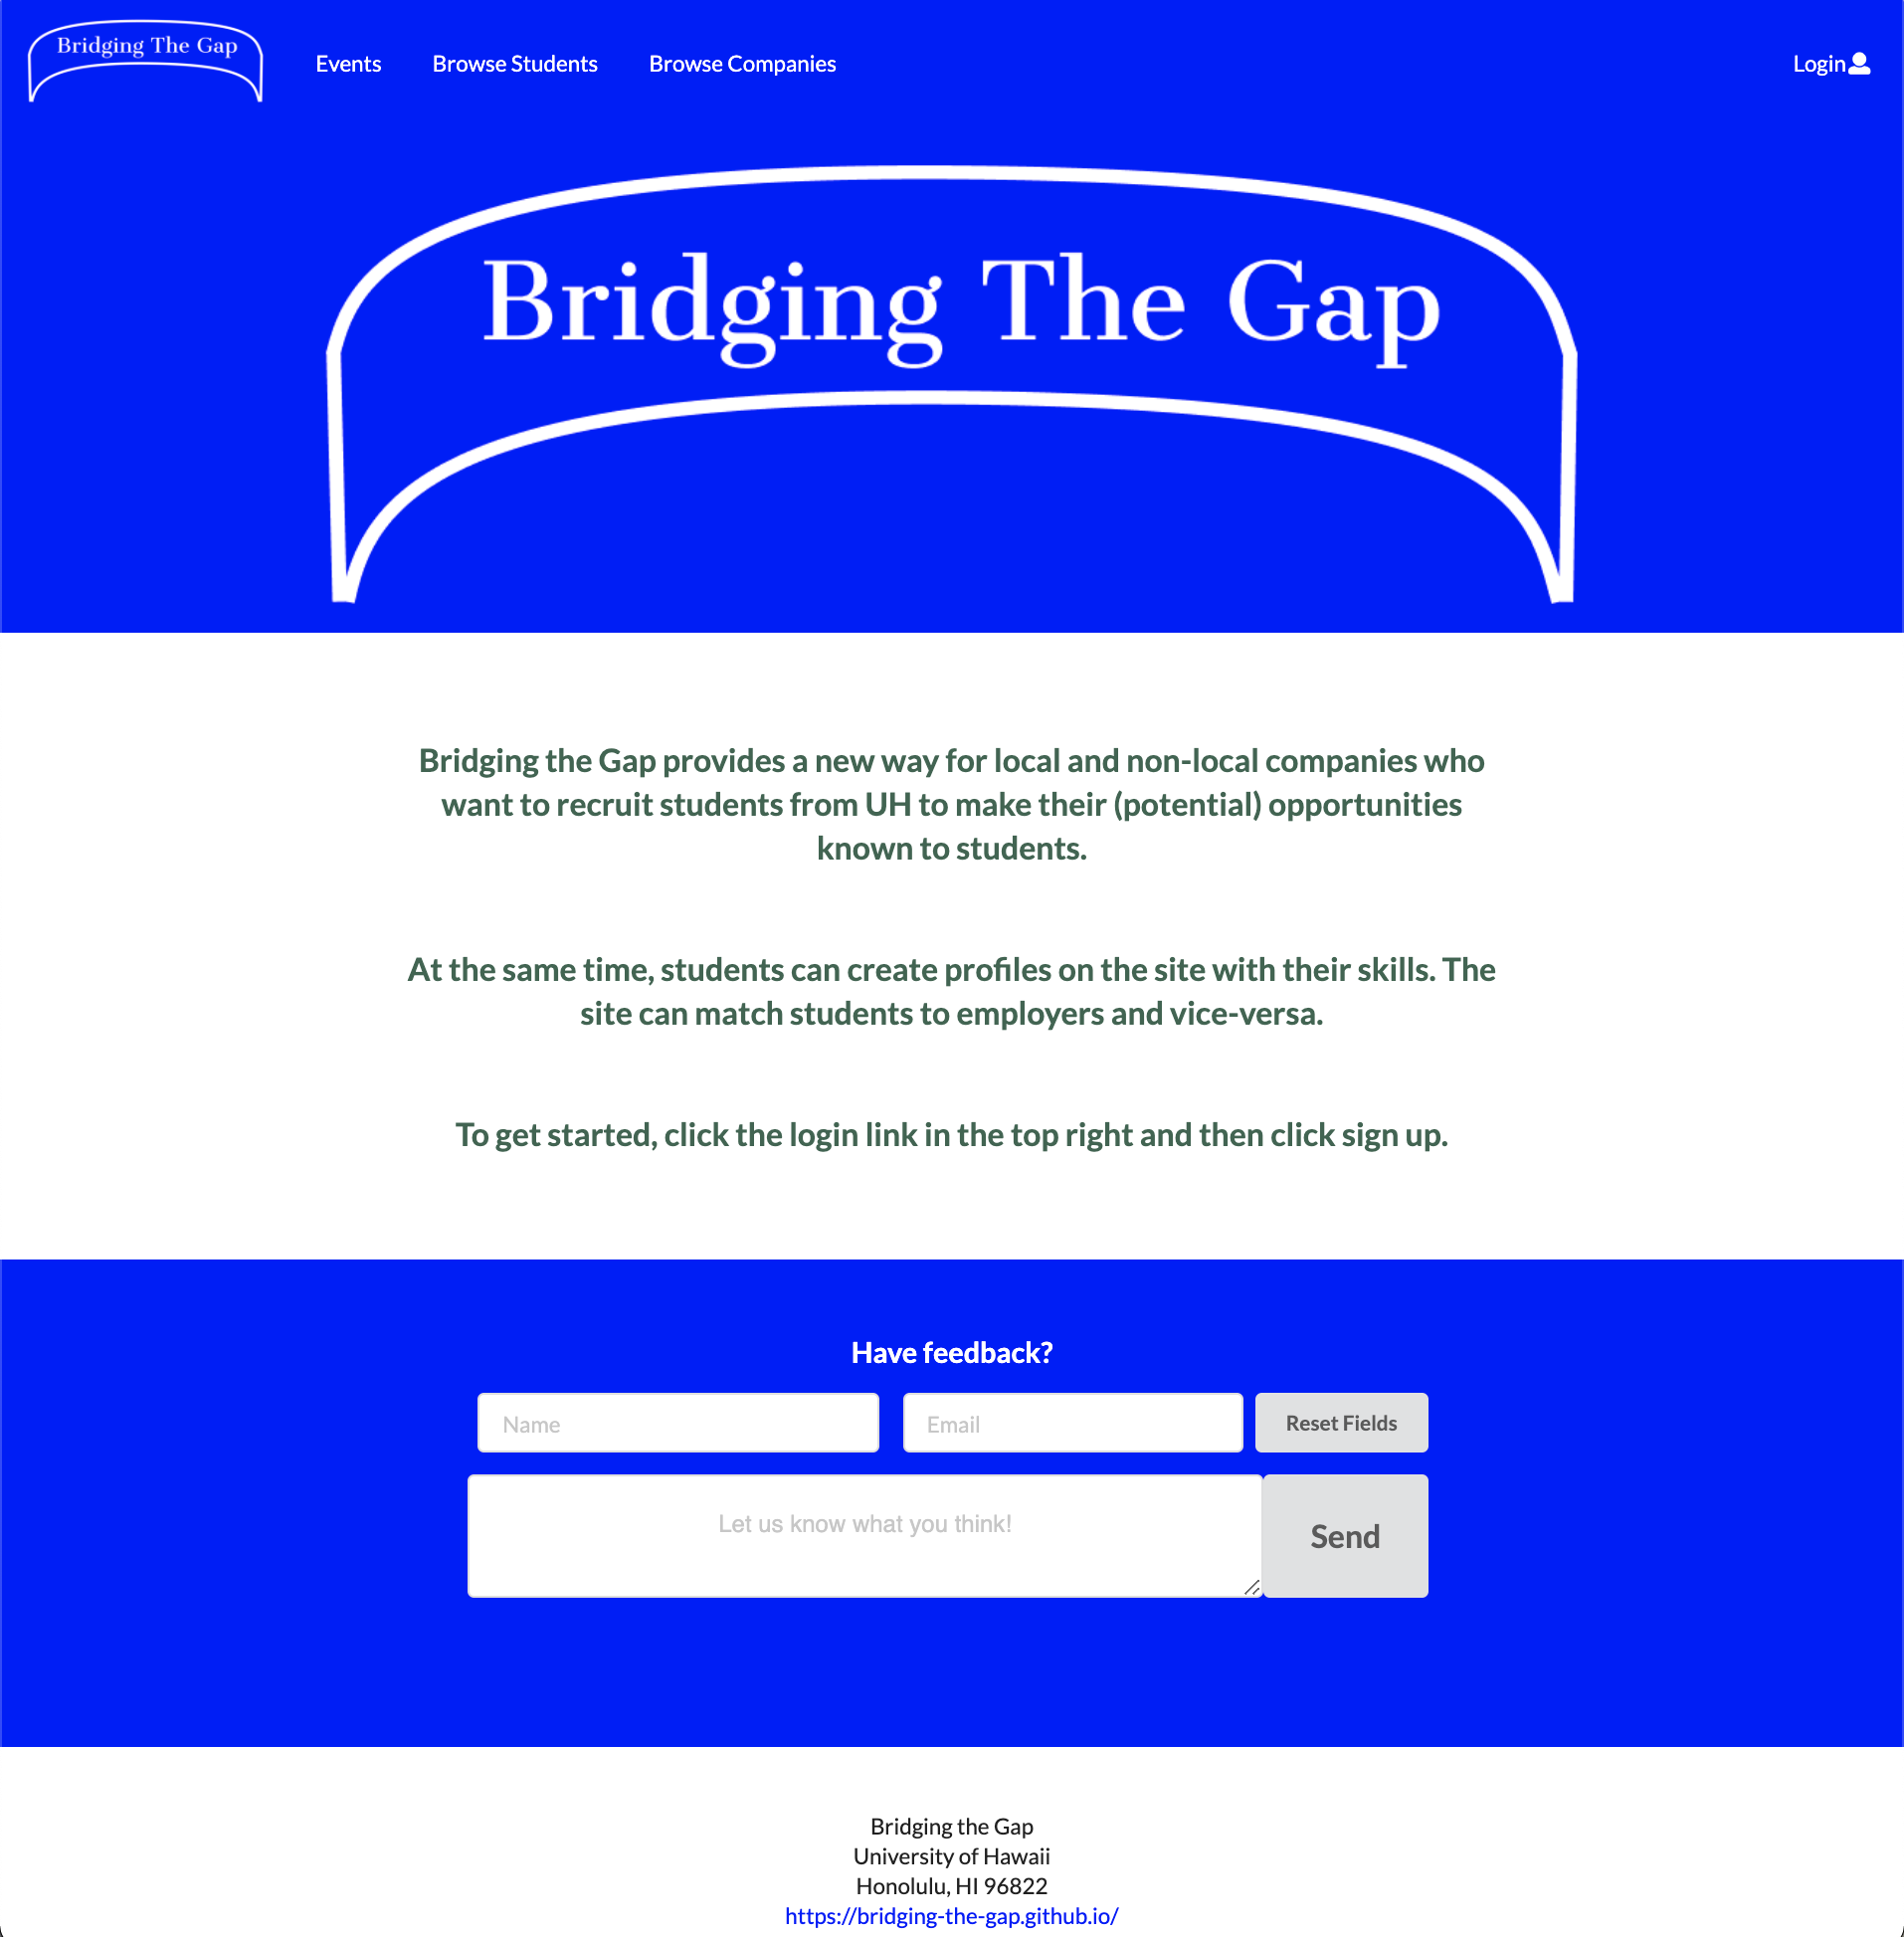 Bridging The Gap
Events
Browse Students
Browse Companies
Login
Bridging The Gap
Bridging the Gap provides a new way for local and non-local companies who
want to recruit students from UH to make their (potential) opportunities
known to students.
At the same time, students can create profiles on the site with their skills. The
site can match students to employers and vice-versa.
To get started, click the login link in the top right and then click sign up.
Have feedback?
Name
Email
Reset Fields
Let us know what you think!
Send
Bridging the Gap
University of Hawaii
Honolulu, HI 96822
https://bridging-the-gap.github.io/